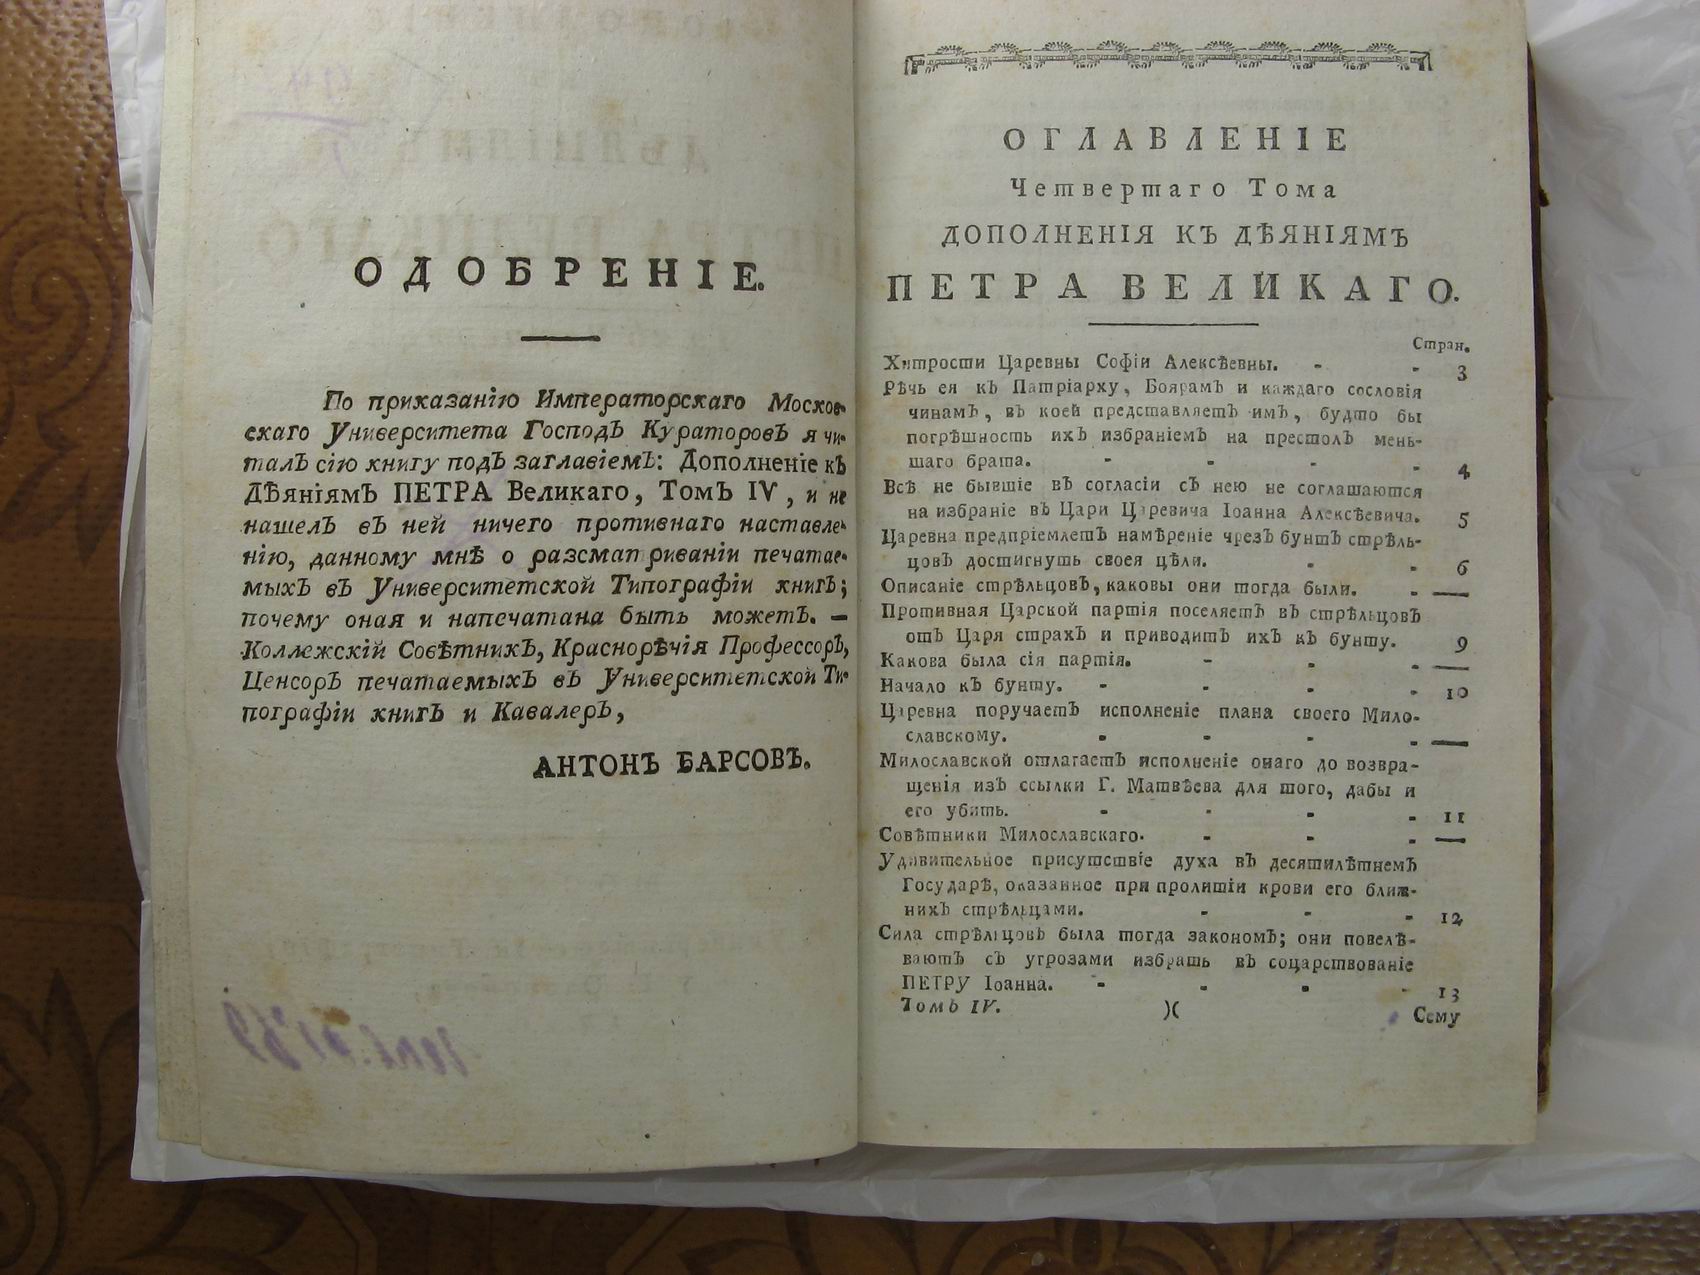 ОДОБРЕНІЕ.
По приказанію Императорскаго Москов-
скаго Университета Господъ Кураторовъ я чи-
талъ сію книгу подъ заглавіемъ: Дополненіе къ
Дѣяніямъ ПЕТРА Великаго, Томъ IV, и не
нашелъ въ ней ничего противнаго наставле-
нію, данному мнѣ о разсматриваніи печатае-
мыхъ въ Университетской Типографіи книгъ;
почему оная и напечатана быть можетъ. —
Коллежскій Совѣтникъ, Краснорѣчія Профессоръ,
Ценсоръ печатаемыхъ въ Университетской Ти-
пографіи книгъ и Кавалеръ,
АНТОНЪ БАРСОВЪ.
ОГЛАВЛЕНІЕ
Четвертаго Тома
ДОПОЛНЕНІЯ КЪ ДѢЯНІЯМЪ
ПЕТРА ВЕЛИКАГО.
Стран.
Хитрости Царевны Софіи Алексѣевны. - - 3
Рѣчь ея къ Патріарху, Боярамъ и каждаго сословія
чинамъ, въ коей представляетъ имъ, будто бы
погрѣшность ихъ избраніемъ на престолъ мень-
шаго брата. - - - - 4
Всѣ не бывшіе въ согласіи съ нею не соглашаются
на избраніе въ Цари Царевича Іоанна Алексѣевича. 5
Царевна предпріемлетъ намѣреніе чрезъ бунтъ стрѣль-
цовъ достигнуть своея цѣли. - - 6
Описаніе стрѣльцовъ, каковы они тогда были. - —
Противная Царской партія поселяетъ въ стрѣльцовъ
отъ Царя страхъ и приводитъ ихъ къ бунту. 9
Какова была сія партія. - - - —
Начало къ бунту. - - - - 10
Царевна поручаетъ исполненіе плана своего Мило-
славскому. - - - - —
Милославской отлагаетъ исполненіе онаго до возвра-
щенія изъ ссылки Г. Матвѣева для того, дабы и
его убить. - - - - 11
Совѣтники Милославскаго. - - - —
Удивительное присутствіе духа въ десятилѣтнемъ
Государѣ, оказанное при пролитіи крови его ближ-
нихъ стрѣльцами. - - - 12
Сила стрѣльцовъ была тогда закономъ; они повелѣ-
ваютъ съ угрозами избрать въ соцарствованіе
ПЕТРУ Іоанна. - - - - 13
Томъ IV. )( Сему